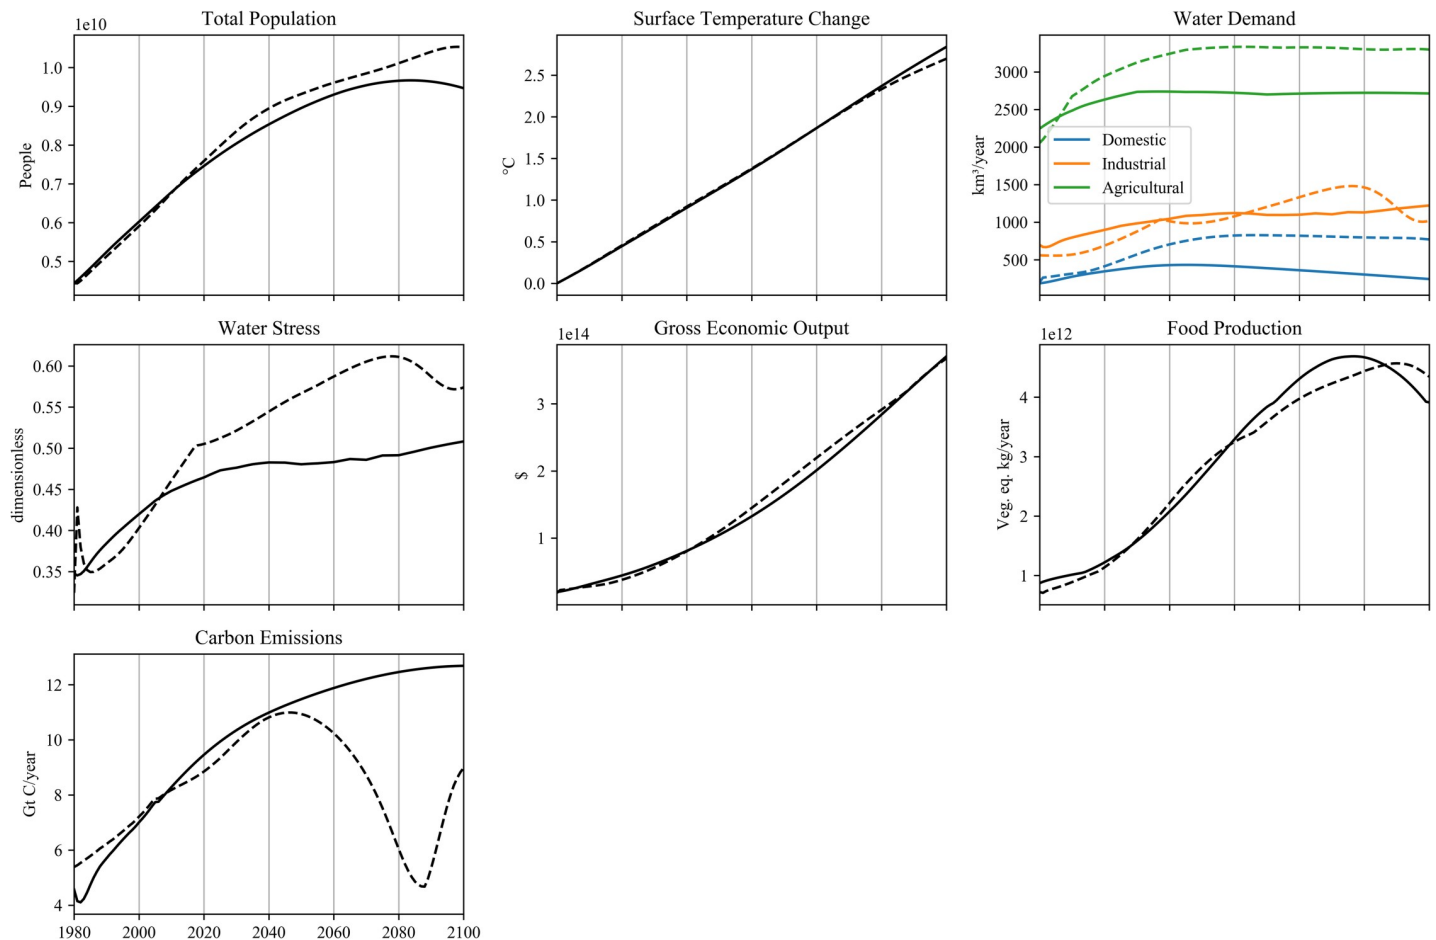 Total Population
1e10
1.0
0.9
0.8
0.7
0.6
0.5
People
Surface Temperature Change
2.5
2.0
1.5
1.0
0.5
0.0
°C
Water Demand
3000
2500
2000
1500
1000
500
km³/year
Domestic
Industrial
Agricultural
Water Stress
0.60
0.55
0.50
0.45
0.40
0.35
dimensionless
Gross Economic Output
1e14
3
2
1
$
Food Production
1e12
4
3
2
1
Veg. eq. kg/year
Carbon Emissions
12
10
8
6
4
Gt C/year
1980 2000 2020 2040 2060 2080 2100